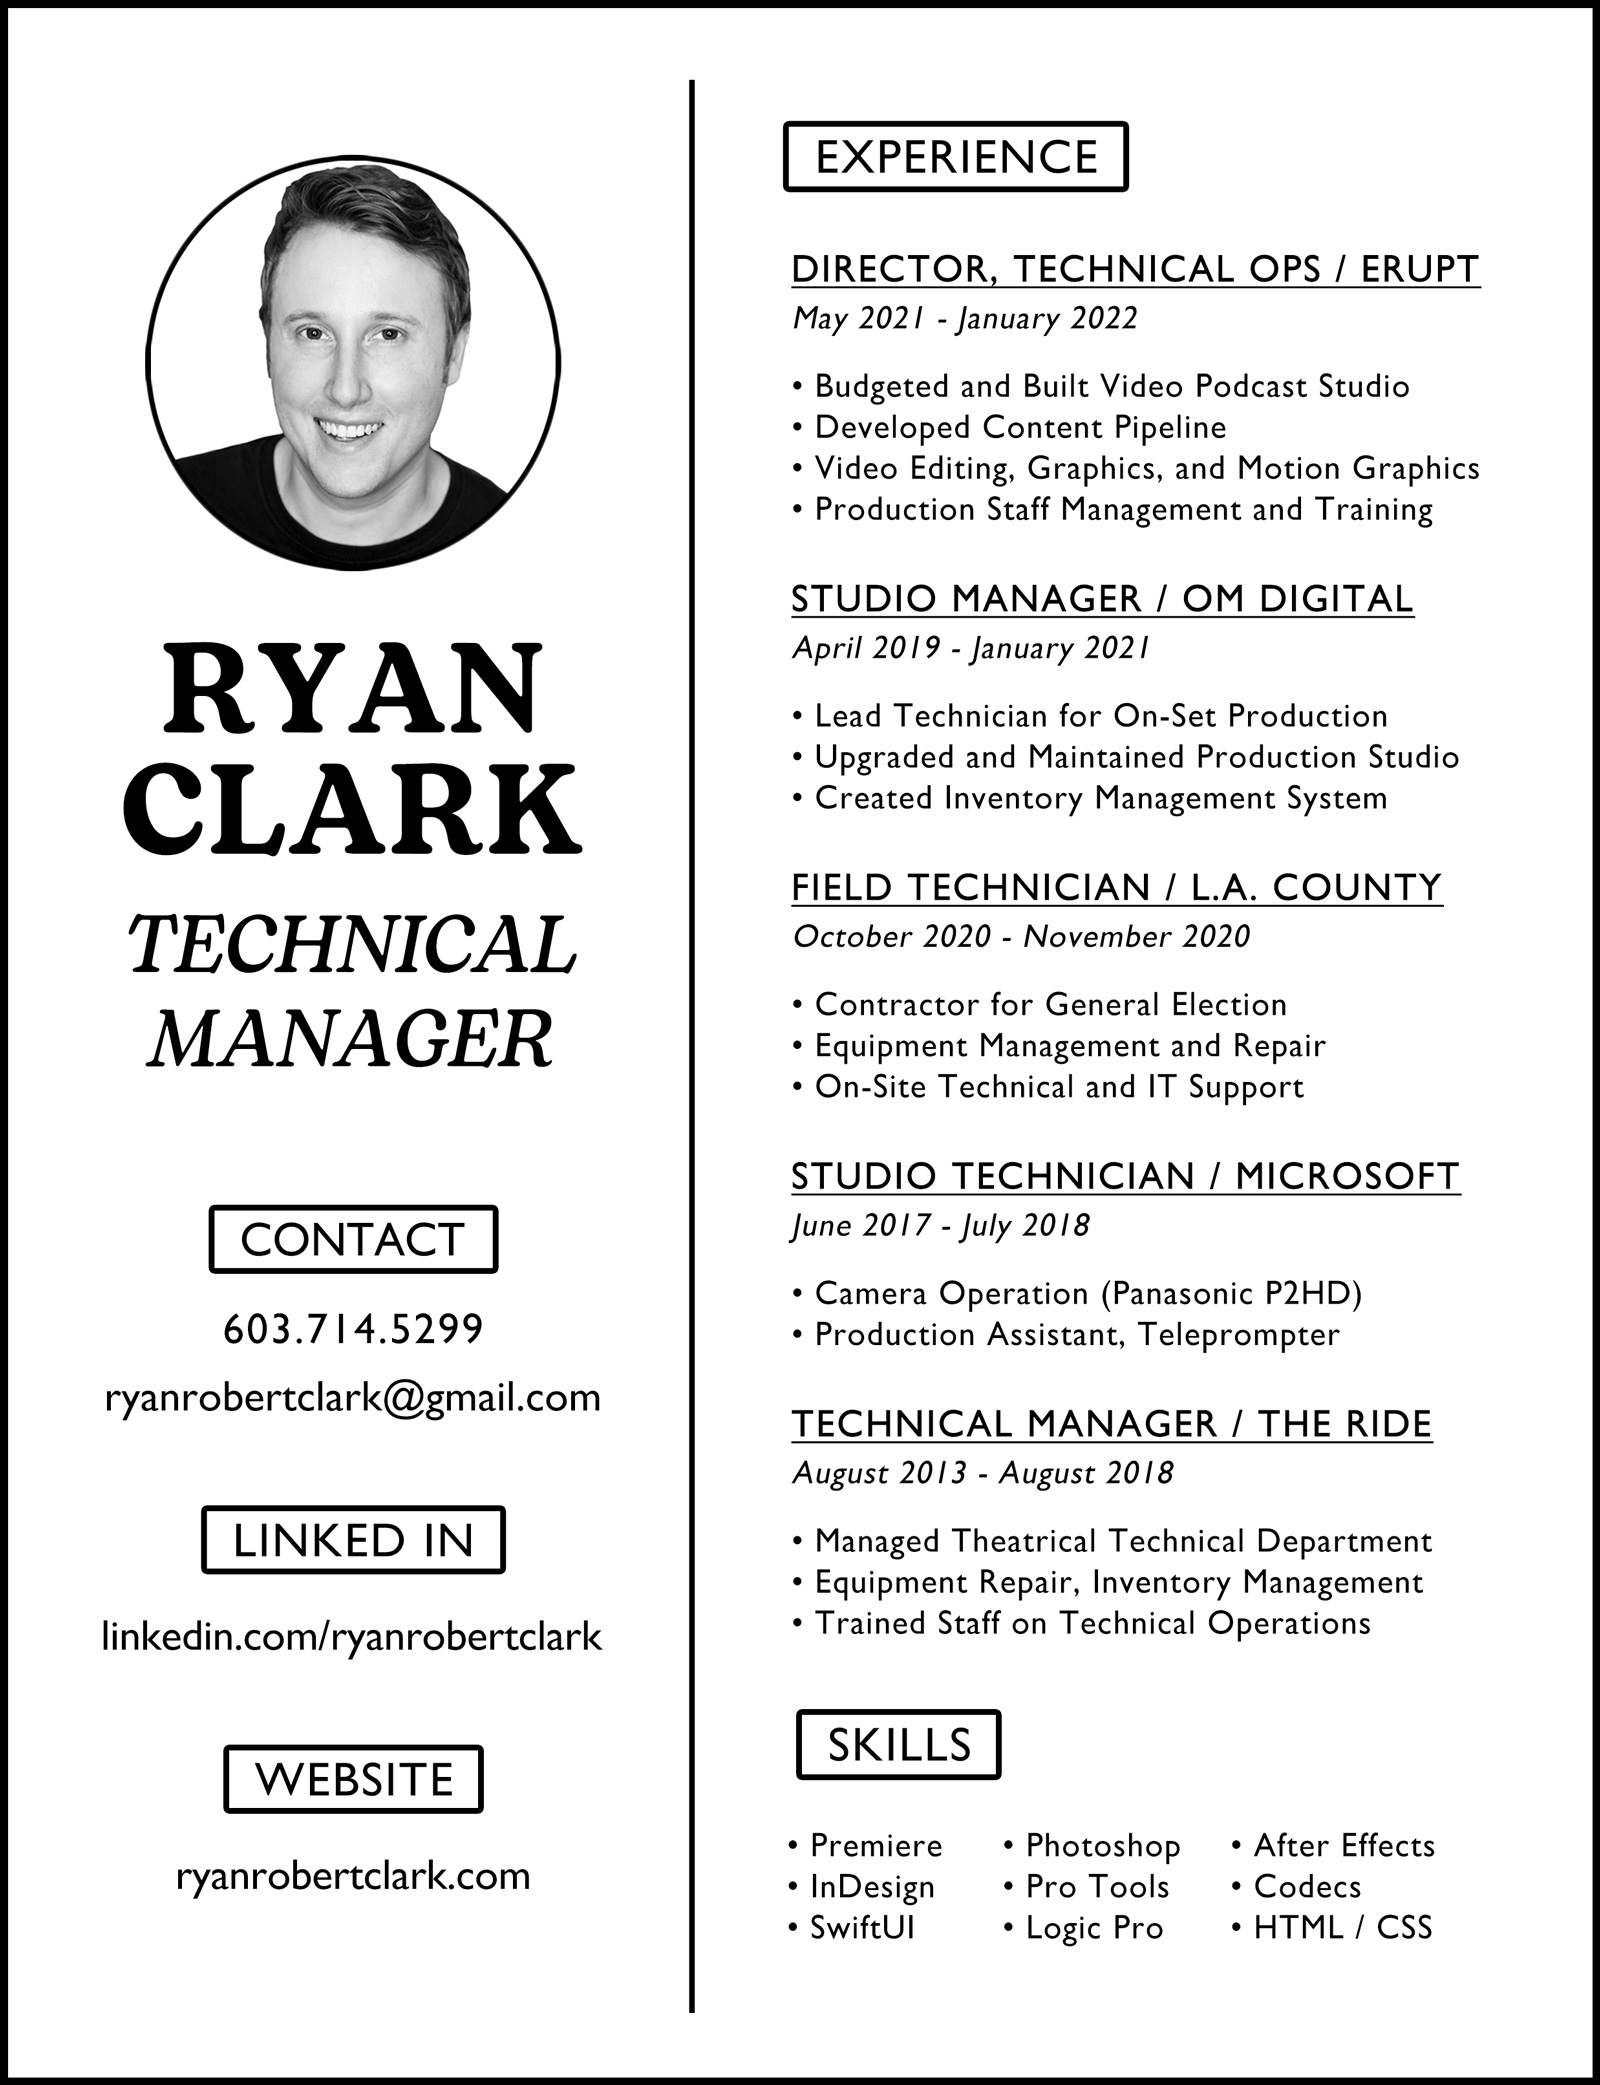 RYAN
CLARK
TECHNICAL
MANAGER
CONTACT
603.714.5299
ryanrobertclark@gmail.com
LINKED IN
linkedin.com/ryanrobertclark
WEBSITE
ryanrobertclark.com
EXPERIENCE
DIRECTOR, TECHNICAL OPS / ERUPT
May 2021 - January 2022
• Budgeted and Built Video Podcast Studio
• Developed Content Pipeline
• Video Editing, Graphics, and Motion Graphics
• Production Staff Management and Training
STUDIO MANAGER / OM DIGITAL
April 2019 - January 2021
• Lead Technician for On-Set Production
• Upgraded and Maintained Production Studio
• Created Inventory Management System
FIELD TECHNICIAN / L.A. COUNTY
October 2020 - November 2020
• Contractor for General Election
• Equipment Management and Repair
• On-Site Technical and IT Support
STUDIO TECHNICIAN / MICROSOFT
June 2017 - July 2018
• Camera Operation (Panasonic P2HD)
• Production Assistant, Teleprompter
TECHNICAL MANAGER / THE RIDE
August 2013 - August 2018
• Managed Theatrical Technical Department
• Equipment Repair, Inventory Management
• Trained Staff on Technical Operations
SKILLS
• Premiere • Photoshop • After Effects
• InDesign • Pro Tools • Codecs
• SwiftUI • Logic Pro • HTML / CSS